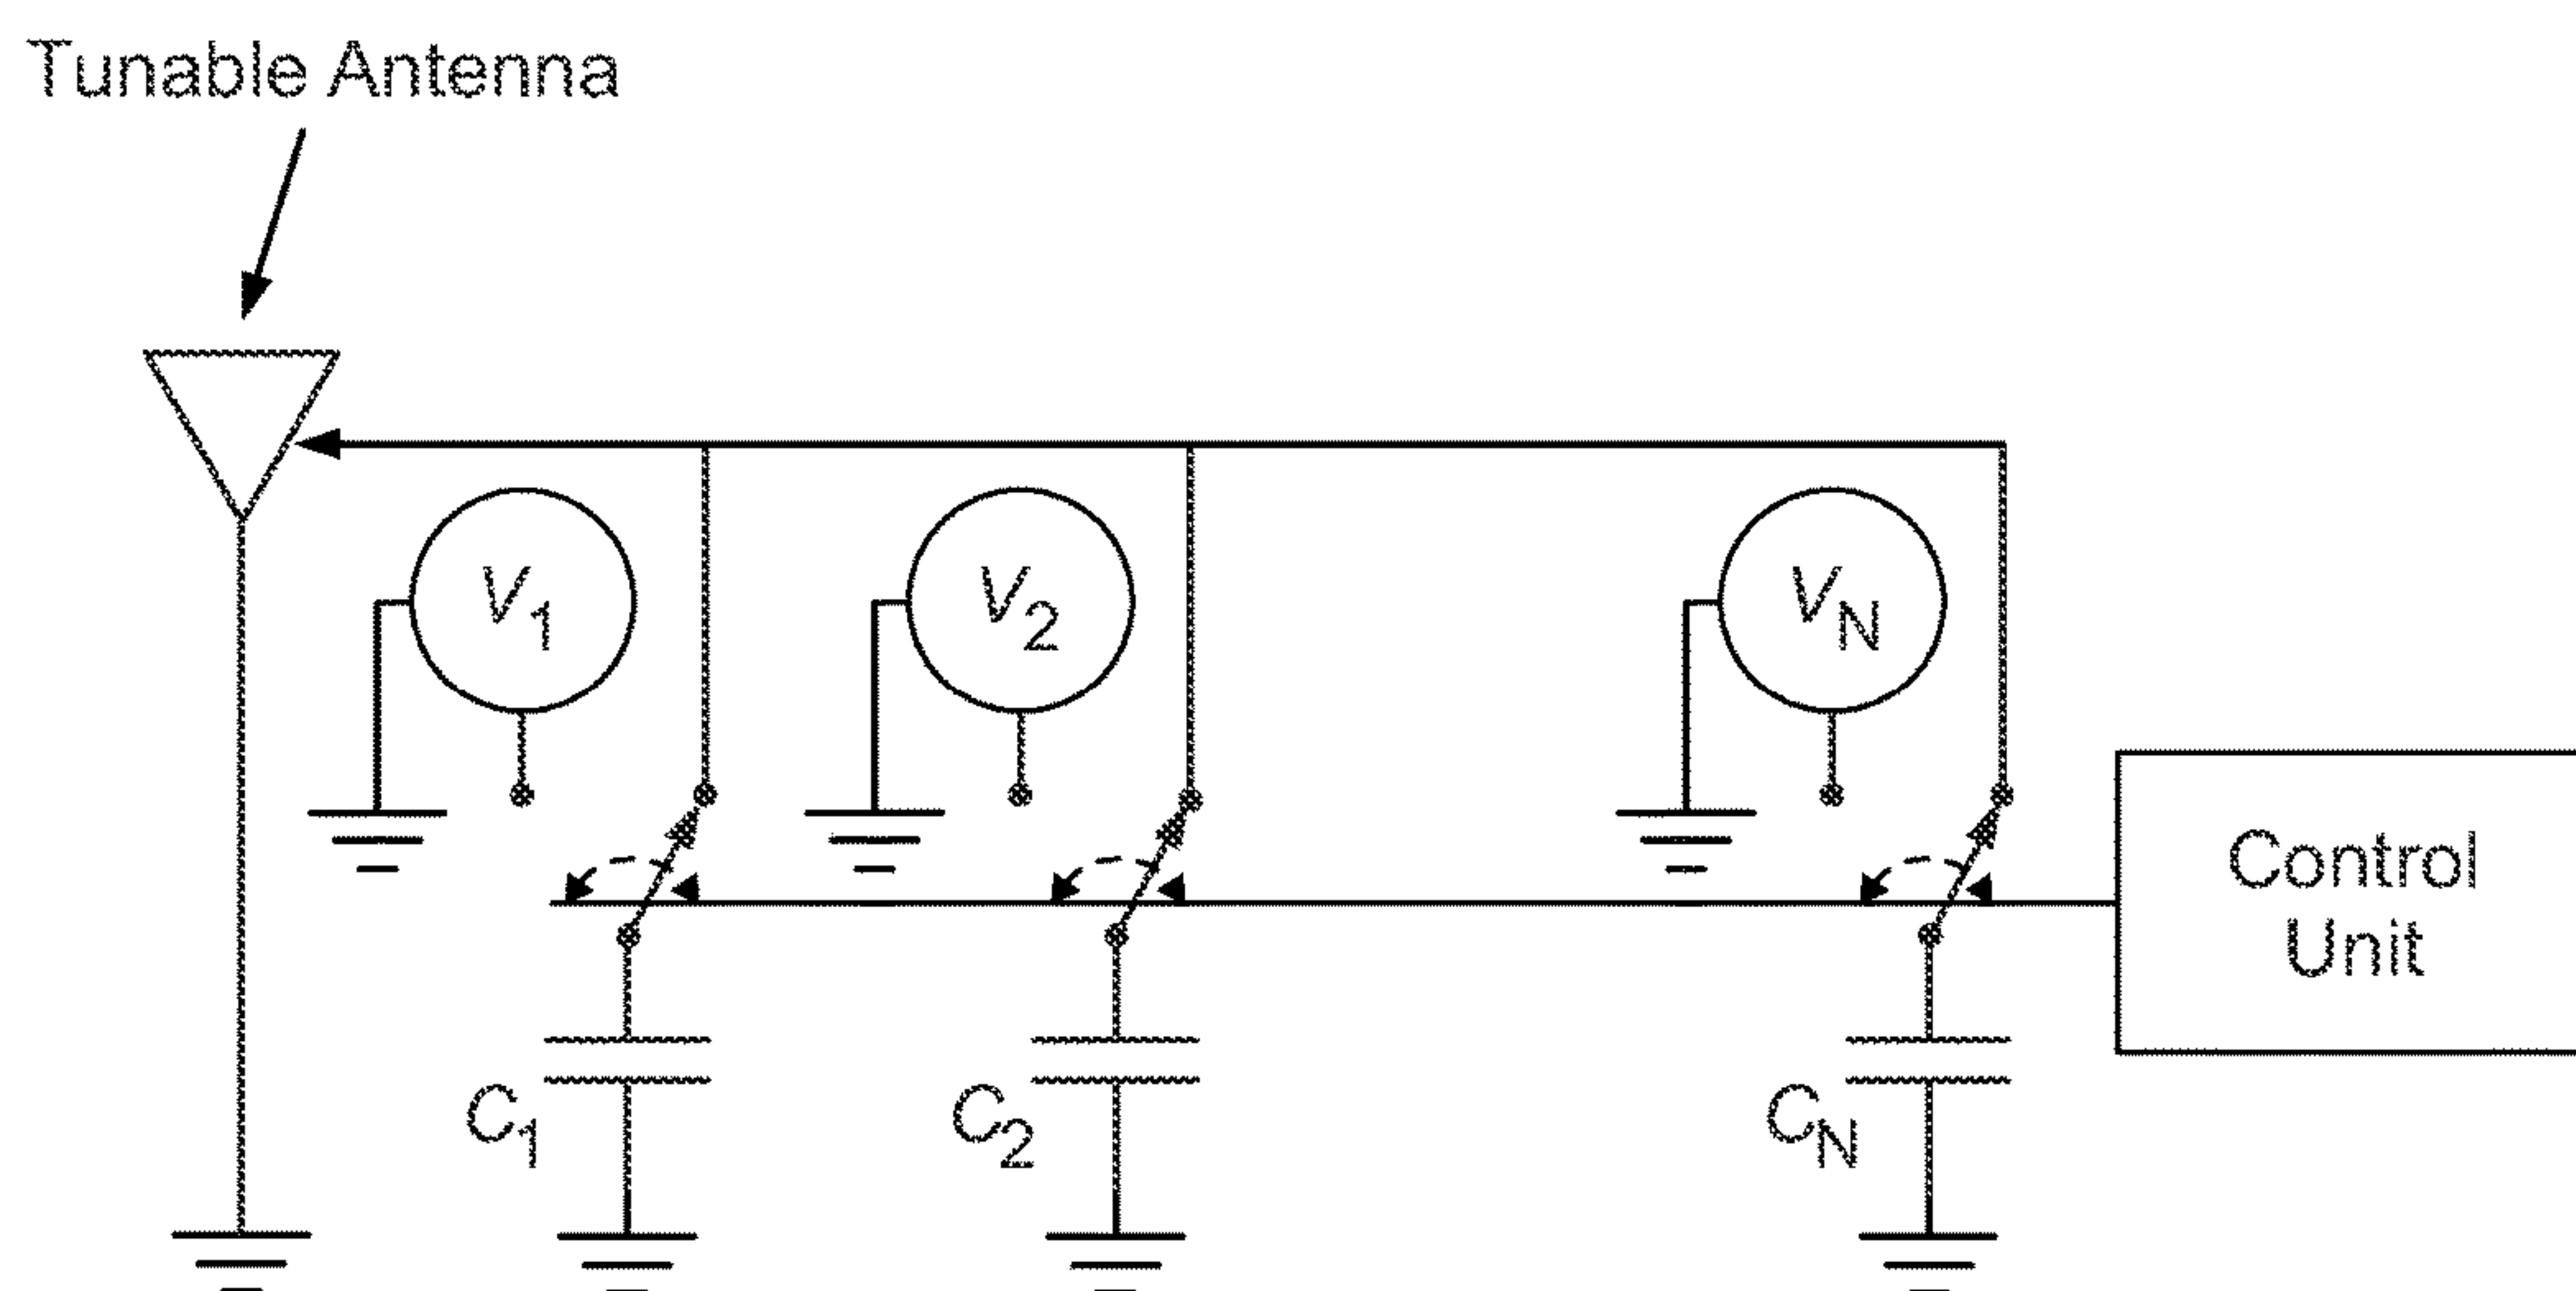 Tunable Antenna
V1
V2
VN
Control
Unit
C1
C2
CN